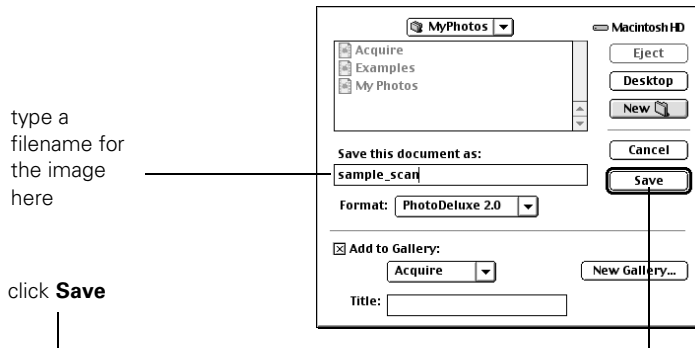 MyPhotos
Macintosh HD
Acquire
Examples
My Photos
Eject
Desktop
New
type a
filename for
the image
here
Save this document as:
sample_scan
Format: PhotoDeluxe 2.0
Cancel
Save
Add to Gallery:
Acquire
New Gallery...
Title:
click Save